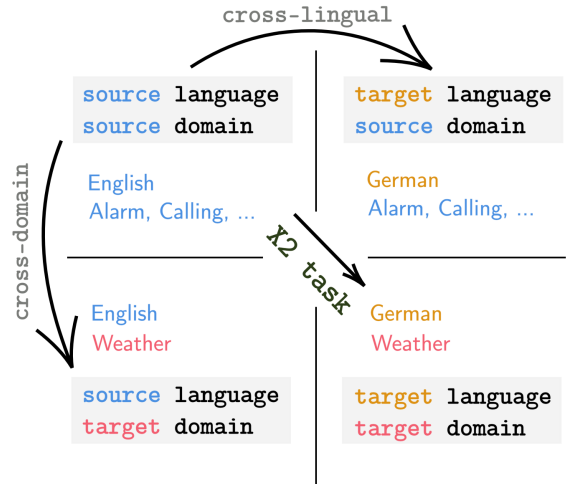 cross-lingual
source language
source domain
target language
source domain
English
Alarm, Calling, ...
German
Alarm, Calling, ...
cross-domain
X2 task
English
Weather
German
Weather
source language
target domain
target language
target domain